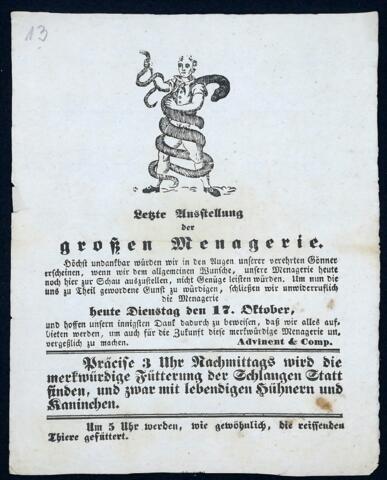 13
Letzte Ausstellung
der
großen Menagerie.
Höchst undankbar würden wir in den Augen unserer verehrten Gönner
erscheinen, wenn wir dem allgemeinen Wunsche, unsere Menagerie heute
noch hier zur Schau auszustellen, nicht Genüge leisten würden. Um nun die
uns zu Theil gewordene Gunst zu würdigen, schließen wir unwiderruflich
die Menagerie
heute Dienstag den 17. Oktober,
und hoffen unsern innigsten Dank dadurch zu beweisen, daß wir alles auf-
bieten werden, um auch für die Zukunft diese merkwürdige Menagerie un-
vergeßlich zu machen. Advinent & Comp.
Präcise 3 Uhr Nachmittags wird die
merkwürdige Fütterung der Schlangen Statt
finden, und zwar mit lebendigen Hühnern und
Kaninchen.
Um 5 Uhr werden, wie gewöhnlich, die reissenden
Thiere gefüttert.